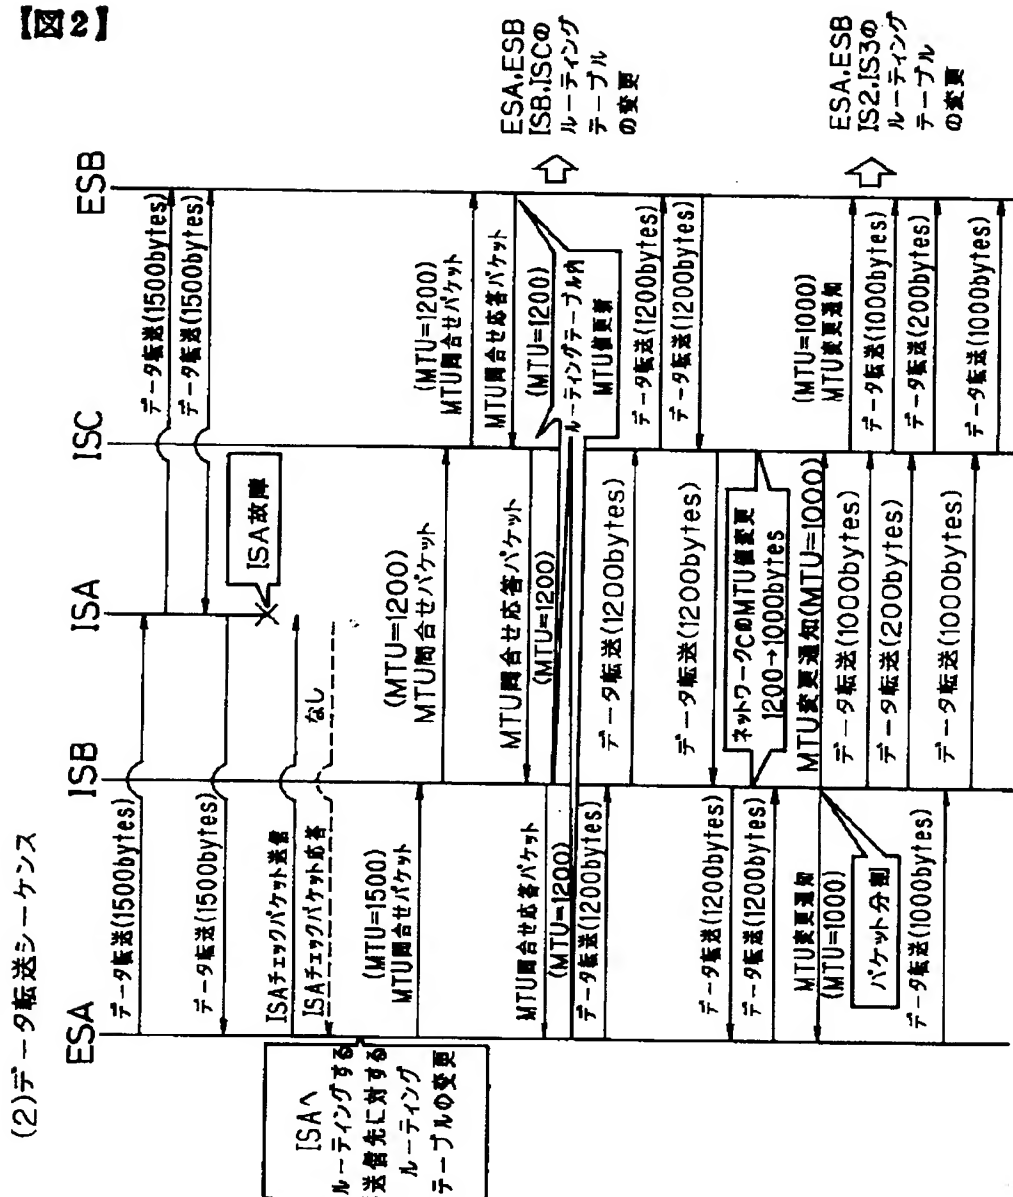 【図2】
(2)データ転送シーケンス
ESA
ISB
ISA
ISC
ESB
データ転送(1500bytes)
データ転送(1500bytes)
データ転送(1500bytes)
データ転送(1500bytes)
ISA故障
ISAチェックパケット送信
ISAチェックパケット応答
なし
ISAへ
ルーティングする
送信先に対する
ルーティング
テーブルの変更
(MTU=1500)
MTU問合せパケット
(MTU=1200)
MTU問合せパケット
(MTU=1200)
MTU問合せパケット
MTU問合せ応答パケット
(MTU=1200)
MTU問合せ応答パケット
(MTU=1200)
MTU問合せ応答パケット
(MTU=1200)
ルーティングテーブル内
MTU値更新
ESA,ESB
ISB,ISCの
ルーティング
テーブル
の変更
データ転送(1200bytes)
データ転送(1200bytes)
データ転送(1200bytes)
データ転送(1200bytes)
データ転送(1200bytes)
データ転送(1200bytes)
データ転送(1200bytes)
ネットワークCのMTU値変更
1200→1000bytes
MTU変更通知
(MTU=1000)
MTU変更通知(MTU=1000)
(MTU=1000)
MTU変更通知
パケット分割
データ転送(1000bytes)
データ転送(1000bytes)
データ転送(200bytes)
データ転送(200bytes)
データ転送(1000bytes)
データ転送(1000bytes)
データ転送(1000bytes)
ESA,ESB
IS2,IS3の
ルーティング
テーブル
の変更